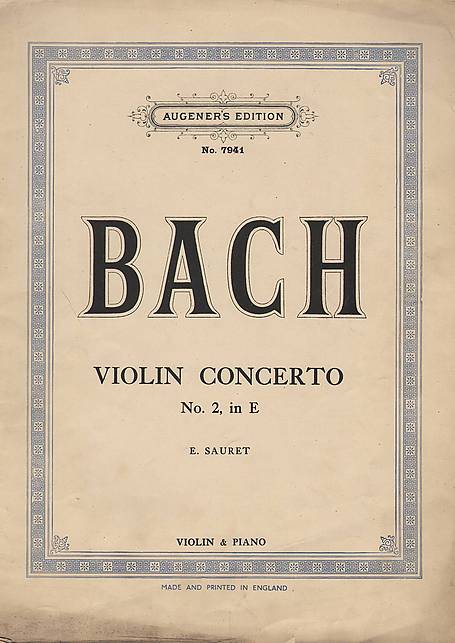 AUGENER'S EDITION
No. 7941
BACH
VIOLIN CONCERTO
No. 2, in E
E. SAURET
VIOLIN & PIANO
MADE AND PRINTED IN ENGLAND.